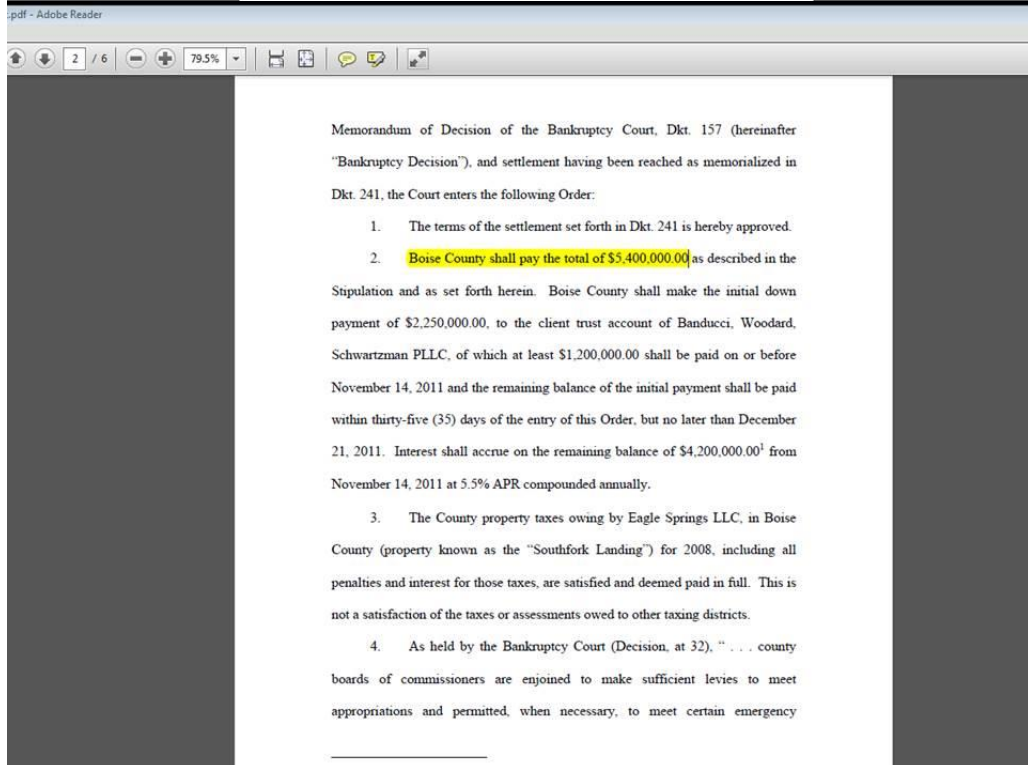 .pdf - Adobe Reader
2 / 6 79.5%
Memorandum of Decision of the Bankruptcy Court, Dkt. 157 (hereinafter
“Bankruptcy Decision”), and settlement having been reached as memorialized in
Dkt. 241, the Court enters the following Order:
1. The terms of the settlement set forth in Dkt. 241 is hereby approved.
2. Boise County shall pay the total of $5,400,000.00 as described in the
Stipulation and as set forth herein. Boise County shall make the initial down
payment of $2,250,000.00, to the client trust account of Banducci, Woodard,
Schwartzman PLLC, of which at least $1,200,000.00 shall be paid on or before
November 14, 2011 and the remaining balance of the initial payment shall be paid
within thirty-five (35) days of the entry of this Order, but no later than December
21, 2011. Interest shall accrue on the remaining balance of $4,200,000.00¹ from
November 14, 2011 at 5.5% APR compounded annually.
3. The County property taxes owing by Eagle Springs LLC, in Boise
County (property known as the “Southfork Landing”) for 2008, including all
penalties and interest for those taxes, are satisfied and deemed paid in full. This is
not a satisfaction of the taxes or assessments owed to other taxing districts.
4. As held by the Bankruptcy Court (Decision, at 32), “ . . . county
boards of commissioners are enjoined to make sufficient levies to meet
appropriations and permitted, when necessary, to meet certain emergency